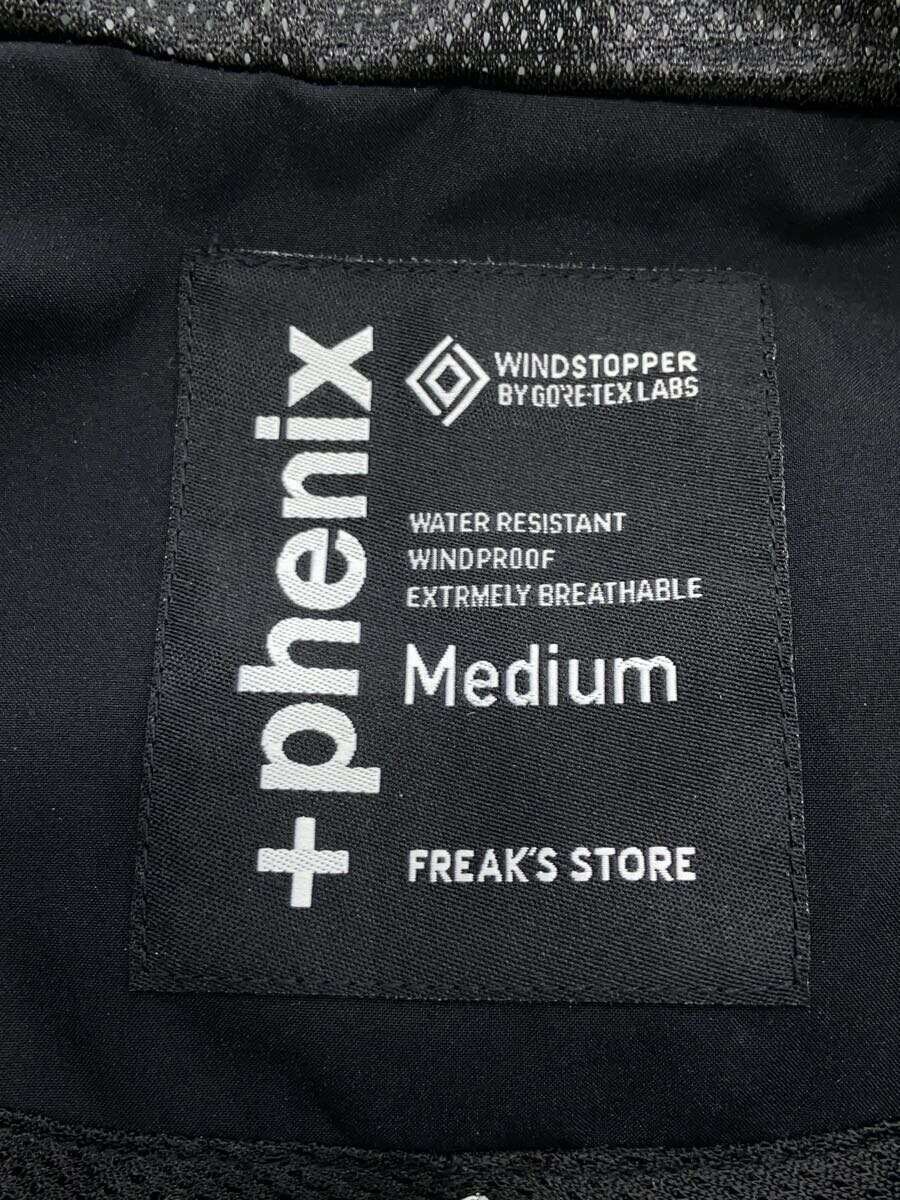 +phenix
WINDSTOPPER
BY GORE-TEX LABS
WATER RESISTANT
WINDPROOF
EXTRMELY BREATHABLE
Medium
FREAK'S STORE